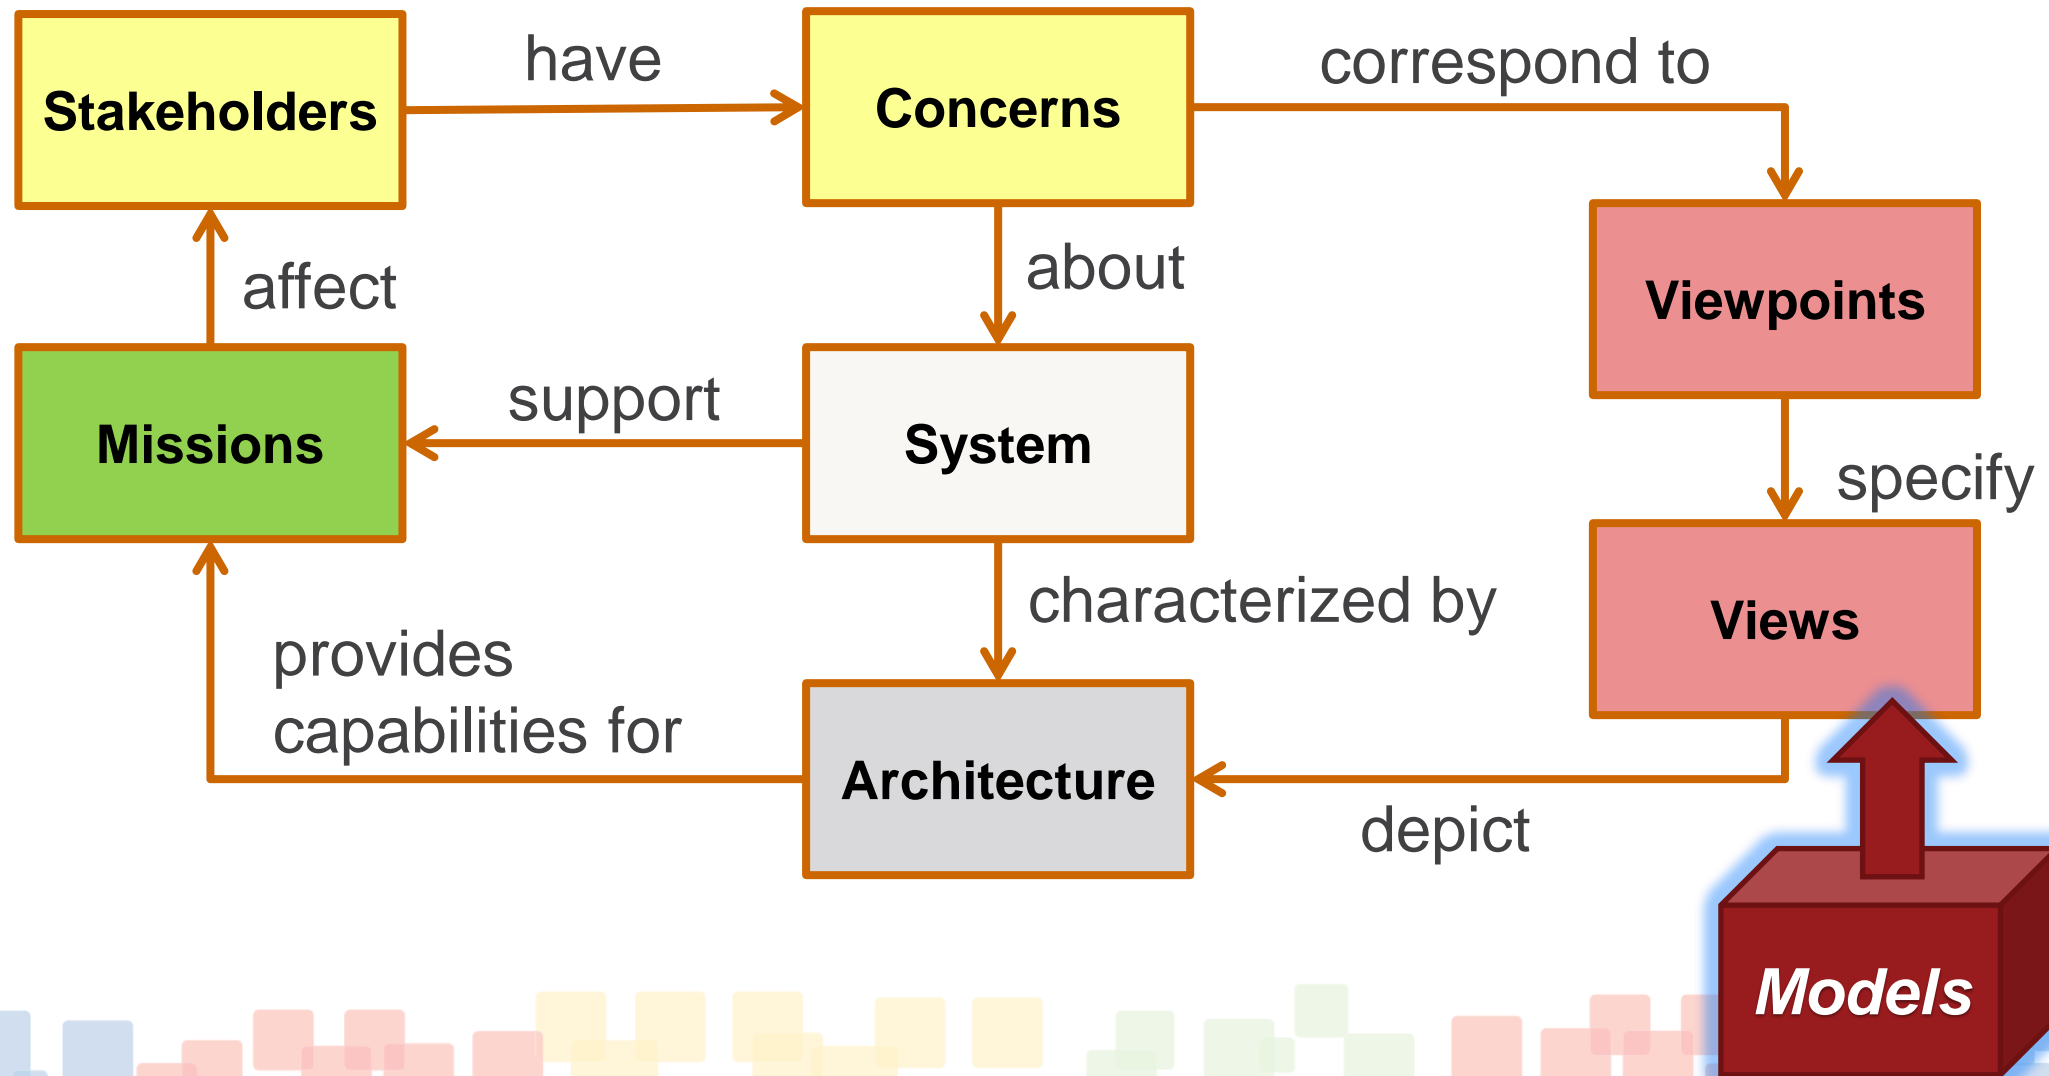 have
correspond to
Stakeholders
Concerns
affect
about
Viewpoints
support
Missions
System
specify
characterized by
Views
provides
capabilities for
Architecture
depict
Models